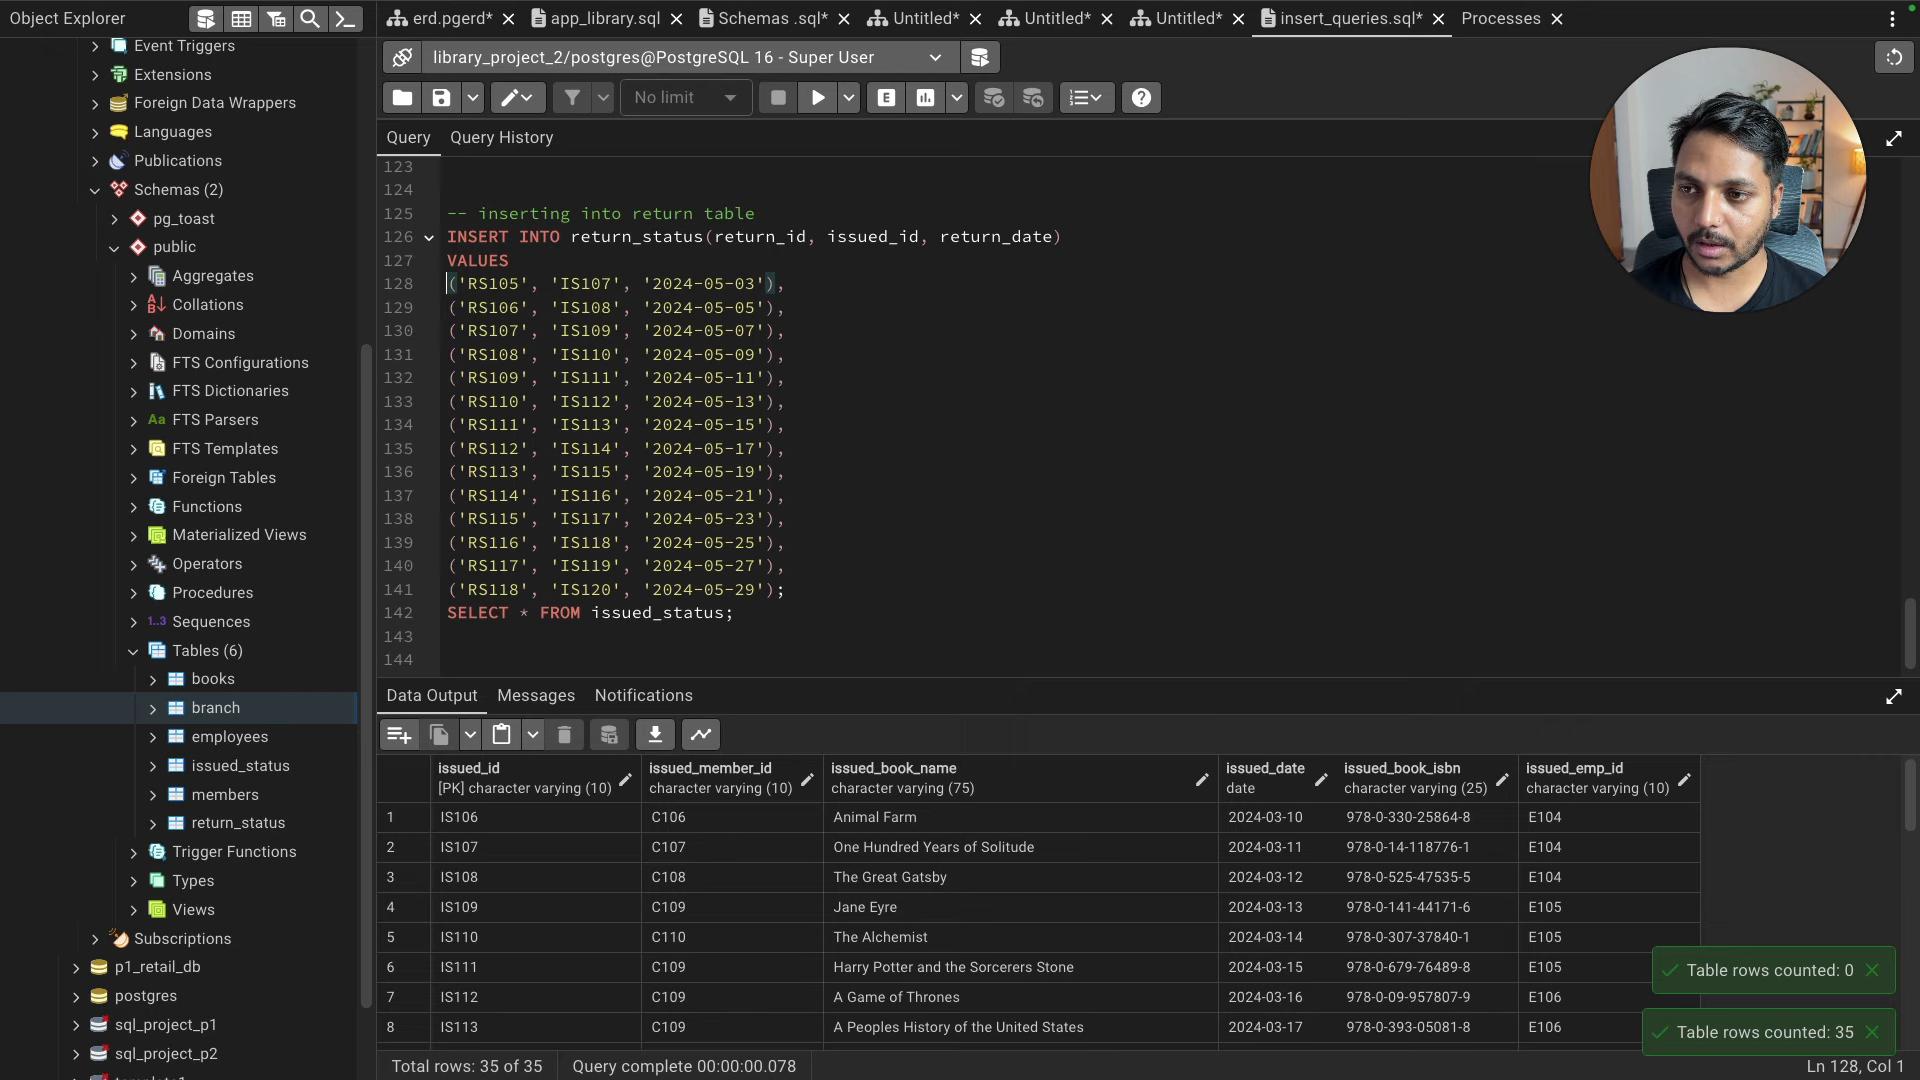 Object Explorer
erd.pgerd*
app_library.sql
Schemas .sql*
Untitled*
Untitled*
Untitled*
insert_queries.sql*
Processes
library_project_2/postgres@PostgreSQL 16 - Super User
No limit
E
Query
Query History
Event Triggers
Extensions
Foreign Data Wrappers
Languages
Publications
Schemas (2)
pg_toast
public
Aggregates
Collations
Domains
FTS Configurations
FTS Dictionaries
Aa FTS Parsers
FTS Templates
Foreign Tables
Functions
Materialized Views
Operators
Procedures
1..3 Sequences
Tables (6)
books
branch
employees
issued_status
members
return_status
Trigger Functions
Types
Views
Subscriptions
p1_retail_db
postgres
sql_project_p1
sql_project_p2
123
124
125 -- inserting into return table
126 INSERT INTO return_status(return_id, issued_id, return_date)
127 VALUES
128 ('RS105', 'IS107', '2024-05-03'),
129 ('RS106', 'IS108', '2024-05-05'),
130 ('RS107', 'IS109', '2024-05-07'),
131 ('RS108', 'IS110', '2024-05-09'),
132 ('RS109', 'IS111', '2024-05-11'),
133 ('RS110', 'IS112', '2024-05-13'),
134 ('RS111', 'IS113', '2024-05-15'),
135 ('RS112', 'IS114', '2024-05-17'),
136 ('RS113', 'IS115', '2024-05-19'),
137 ('RS114', 'IS116', '2024-05-21'),
138 ('RS115', 'IS117', '2024-05-23'),
139 ('RS116', 'IS118', '2024-05-25'),
140 ('RS117', 'IS119', '2024-05-27'),
141 ('RS118', 'IS120', '2024-05-29');
142 SELECT * FROM issued_status;
143
144
Data Output
Messages
Notifications
issued_id [PK] character varying (10)
issued_member_id character varying (10)
issued_book_name character varying (75)
issued_date date
issued_book_isbn character varying (25)
issued_emp_id character varying (10)
1 IS106 C106 Animal Farm 2024-03-10 978-0-330-25864-8 E104
2 IS107 C107 One Hundred Years of Solitude 2024-03-11 978-0-14-118776-1 E104
3 IS108 C108 The Great Gatsby 2024-03-12 978-0-525-47535-5 E104
4 IS109 C109 Jane Eyre 2024-03-13 978-0-141-44171-6 E105
5 IS110 C110 The Alchemist 2024-03-14 978-0-307-37840-1 E105
6 IS111 C109 Harry Potter and the Sorcerers Stone 2024-03-15 978-0-679-76489-8 E105
7 IS112 C109 A Game of Thrones 2024-03-16 978-0-09-957807-9 E106
8 IS113 C109 A Peoples History of the United States 2024-03-17 978-0-393-05081-8 E106
Table rows counted: 0
Table rows counted: 35
Total rows: 35 of 35
Query complete 00:00:00.078
Ln 128, Col 1